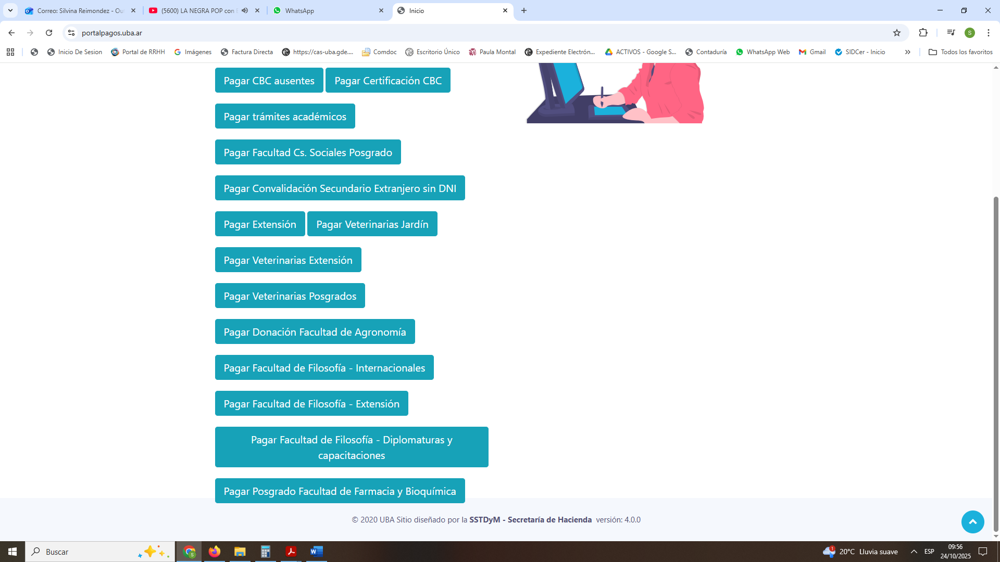 Correo: Silvina Reimondez - Ou
(5600) LA NEGRA POP con E
WhatsApp
Inicio
portalpagos.uba.ar
S
Inicio De Sesion
Portal de RRHH
Imágenes
Factura Directa
https://cas-uba.gde....
Comdoc
Escritorio Único
Paula Montal
Expediente Electrón...
ACTIVOS - Google S...
Contaduría
WhatsApp Web
Gmail
SIDCer - Inicio
Todos los favoritos
Pagar CBC ausentes
Pagar Certificación CBC
Pagar trámites académicos
Pagar Facultad Cs. Sociales Posgrado
Pagar Convalidación Secundario Extranjero sin DNI
Pagar Extensión
Pagar Veterinarias Jardín
Pagar Veterinarias Extensión
Pagar Veterinarias Posgrados
Pagar Donación Facultad de Agronomía
Pagar Facultad de Filosofía - Internacionales
Pagar Facultad de Filosofía - Extensión
Pagar Facultad de Filosofía - Diplomaturas y
capacitaciones
Pagar Posgrado Facultad de Farmacia y Bioquímica
© 2020 UBA Sitio diseñado por la SSTDyM - Secretaría de Hacienda versión: 4.0.0
Buscar
1
20°C Lluvia suave
ESP
09:56
24/10/2025